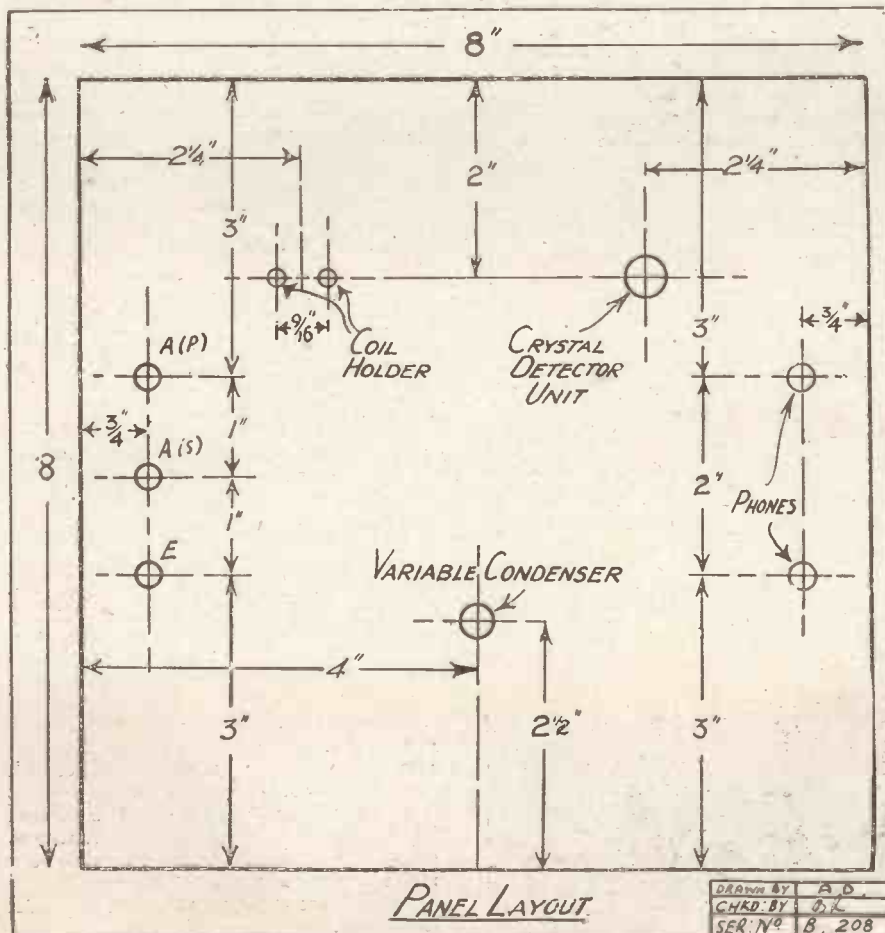 8"
2¼"
2"
2¼"
3"
3"
¾"
9/16"
COIL
HOLDER
CRYSTAL
DETECTOR
UNIT
A(P)
¾"
1"
A(S)
8
2"
PHONES
1"
E
VARIABLE CONDENSER
4"
3"
2½"
3"
PANEL LAYOUT
DRAWN BY A.D.
CHKD: BY
SER: Nº B. 208